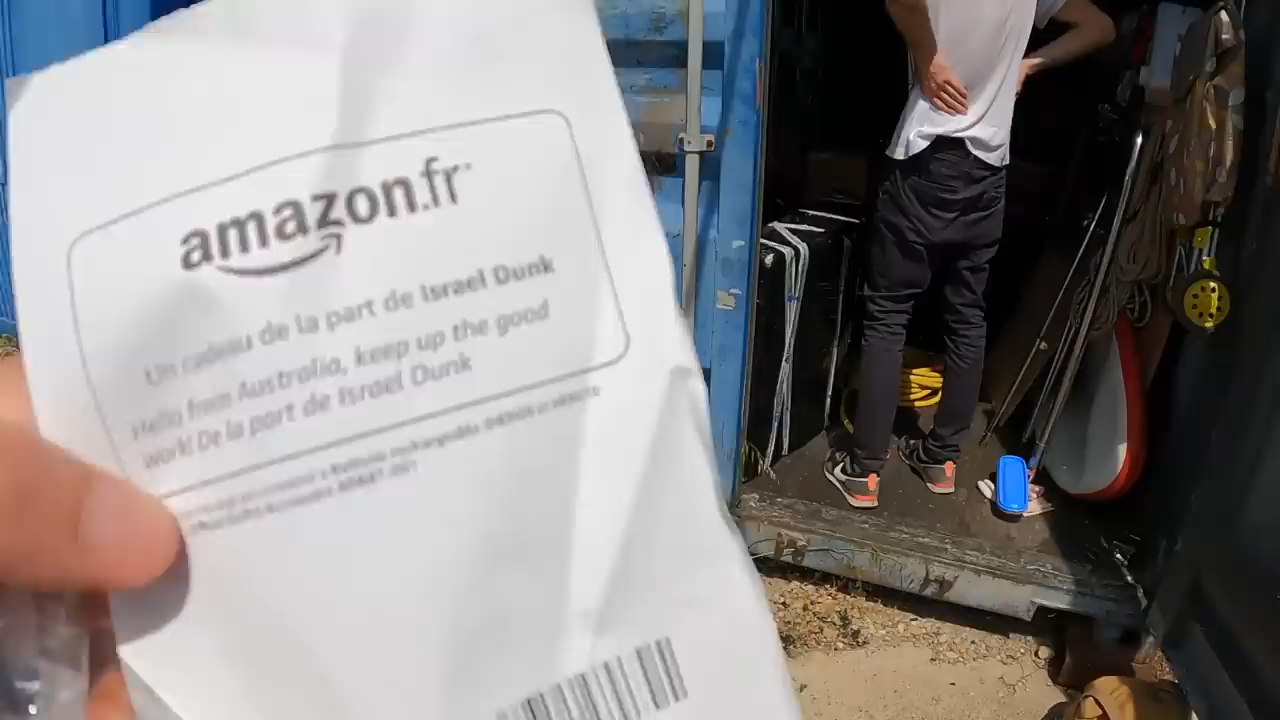 amazon.fr
Un cadeau de la part de Israel Dunk
Hello from Australia, keep up the good
work! De la part de Israel Dunk